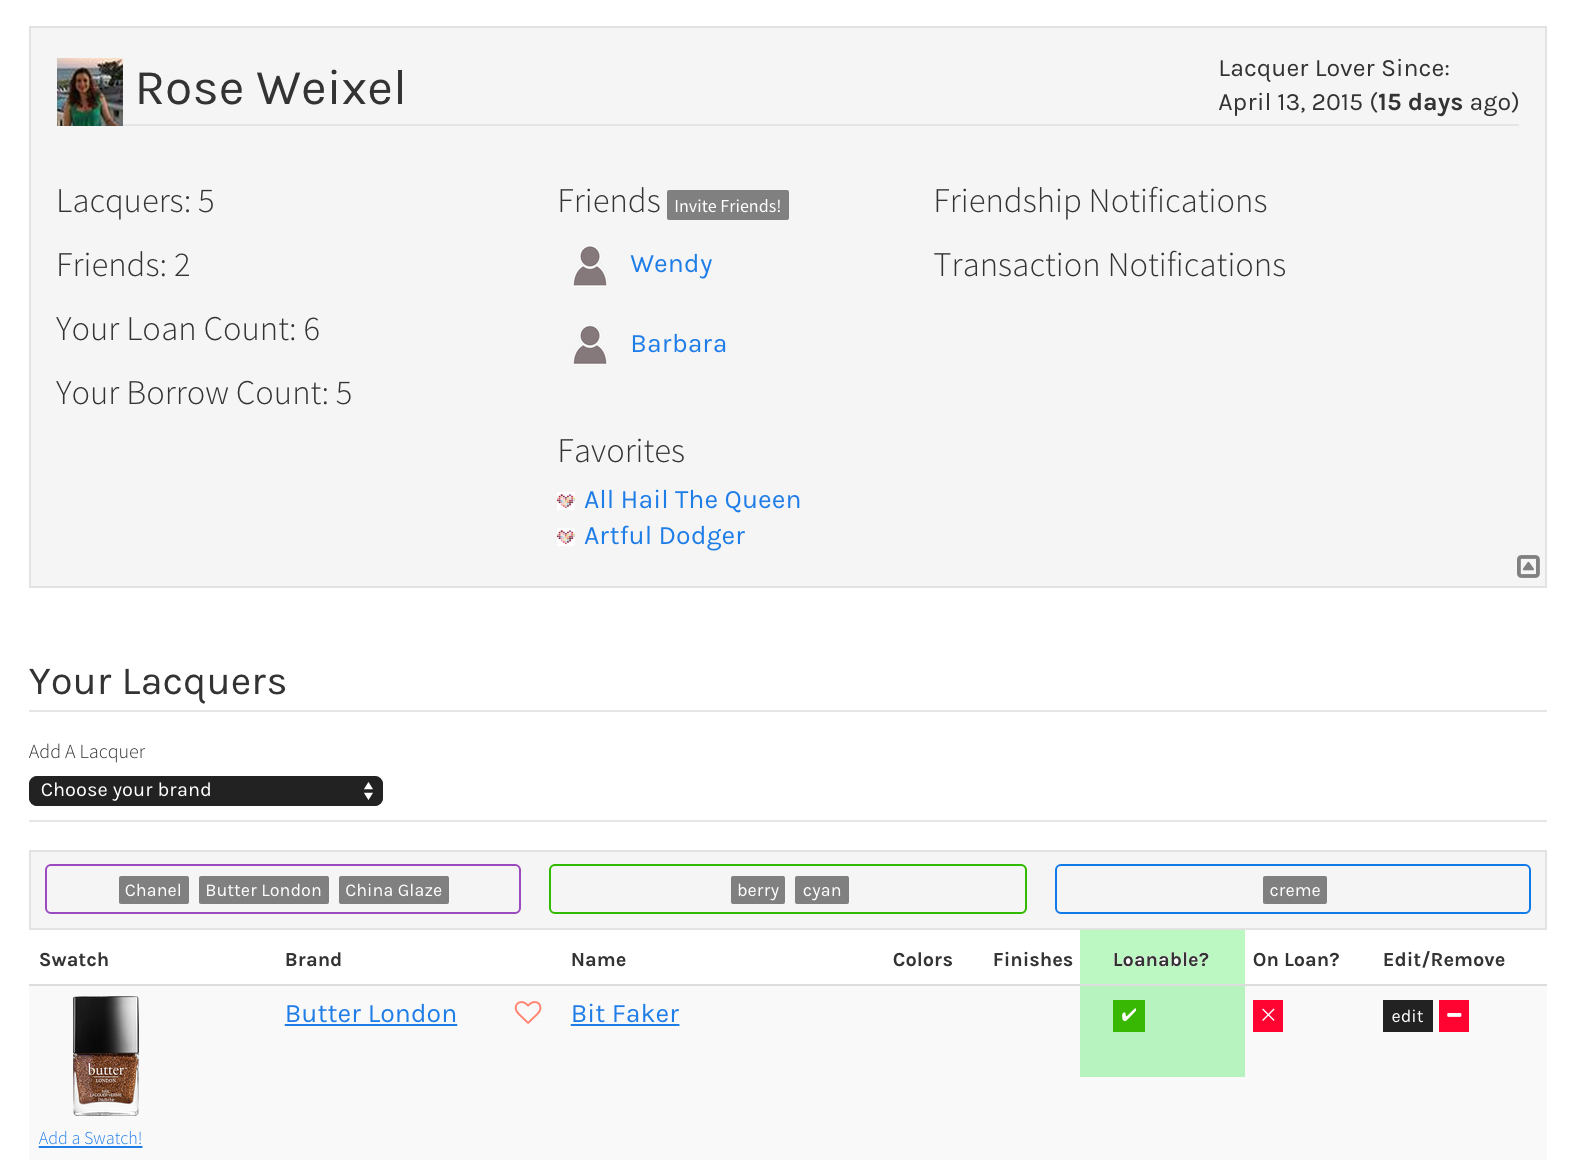 Rose Weixel
Lacquer Lover Since:
April 13, 2015 (15 days ago)
Lacquers: 5
Friends: 2
Your Loan Count: 6
Your Borrow Count: 5
Friends Invite Friends!
Wendy
Barbara
Favorites
All Hail The Queen
Artful Dodger
Friendship Notifications
Transaction Notifications
Your Lacquers
Add A Lacquer
Choose your brand
Chanel Butter London China Glaze berry cyan creme
Swatch Brand Name Colors Finishes Loanable? On Loan? Edit/Remove
Butter London Bit Faker edit
butter
LONDON
Add a Swatch!